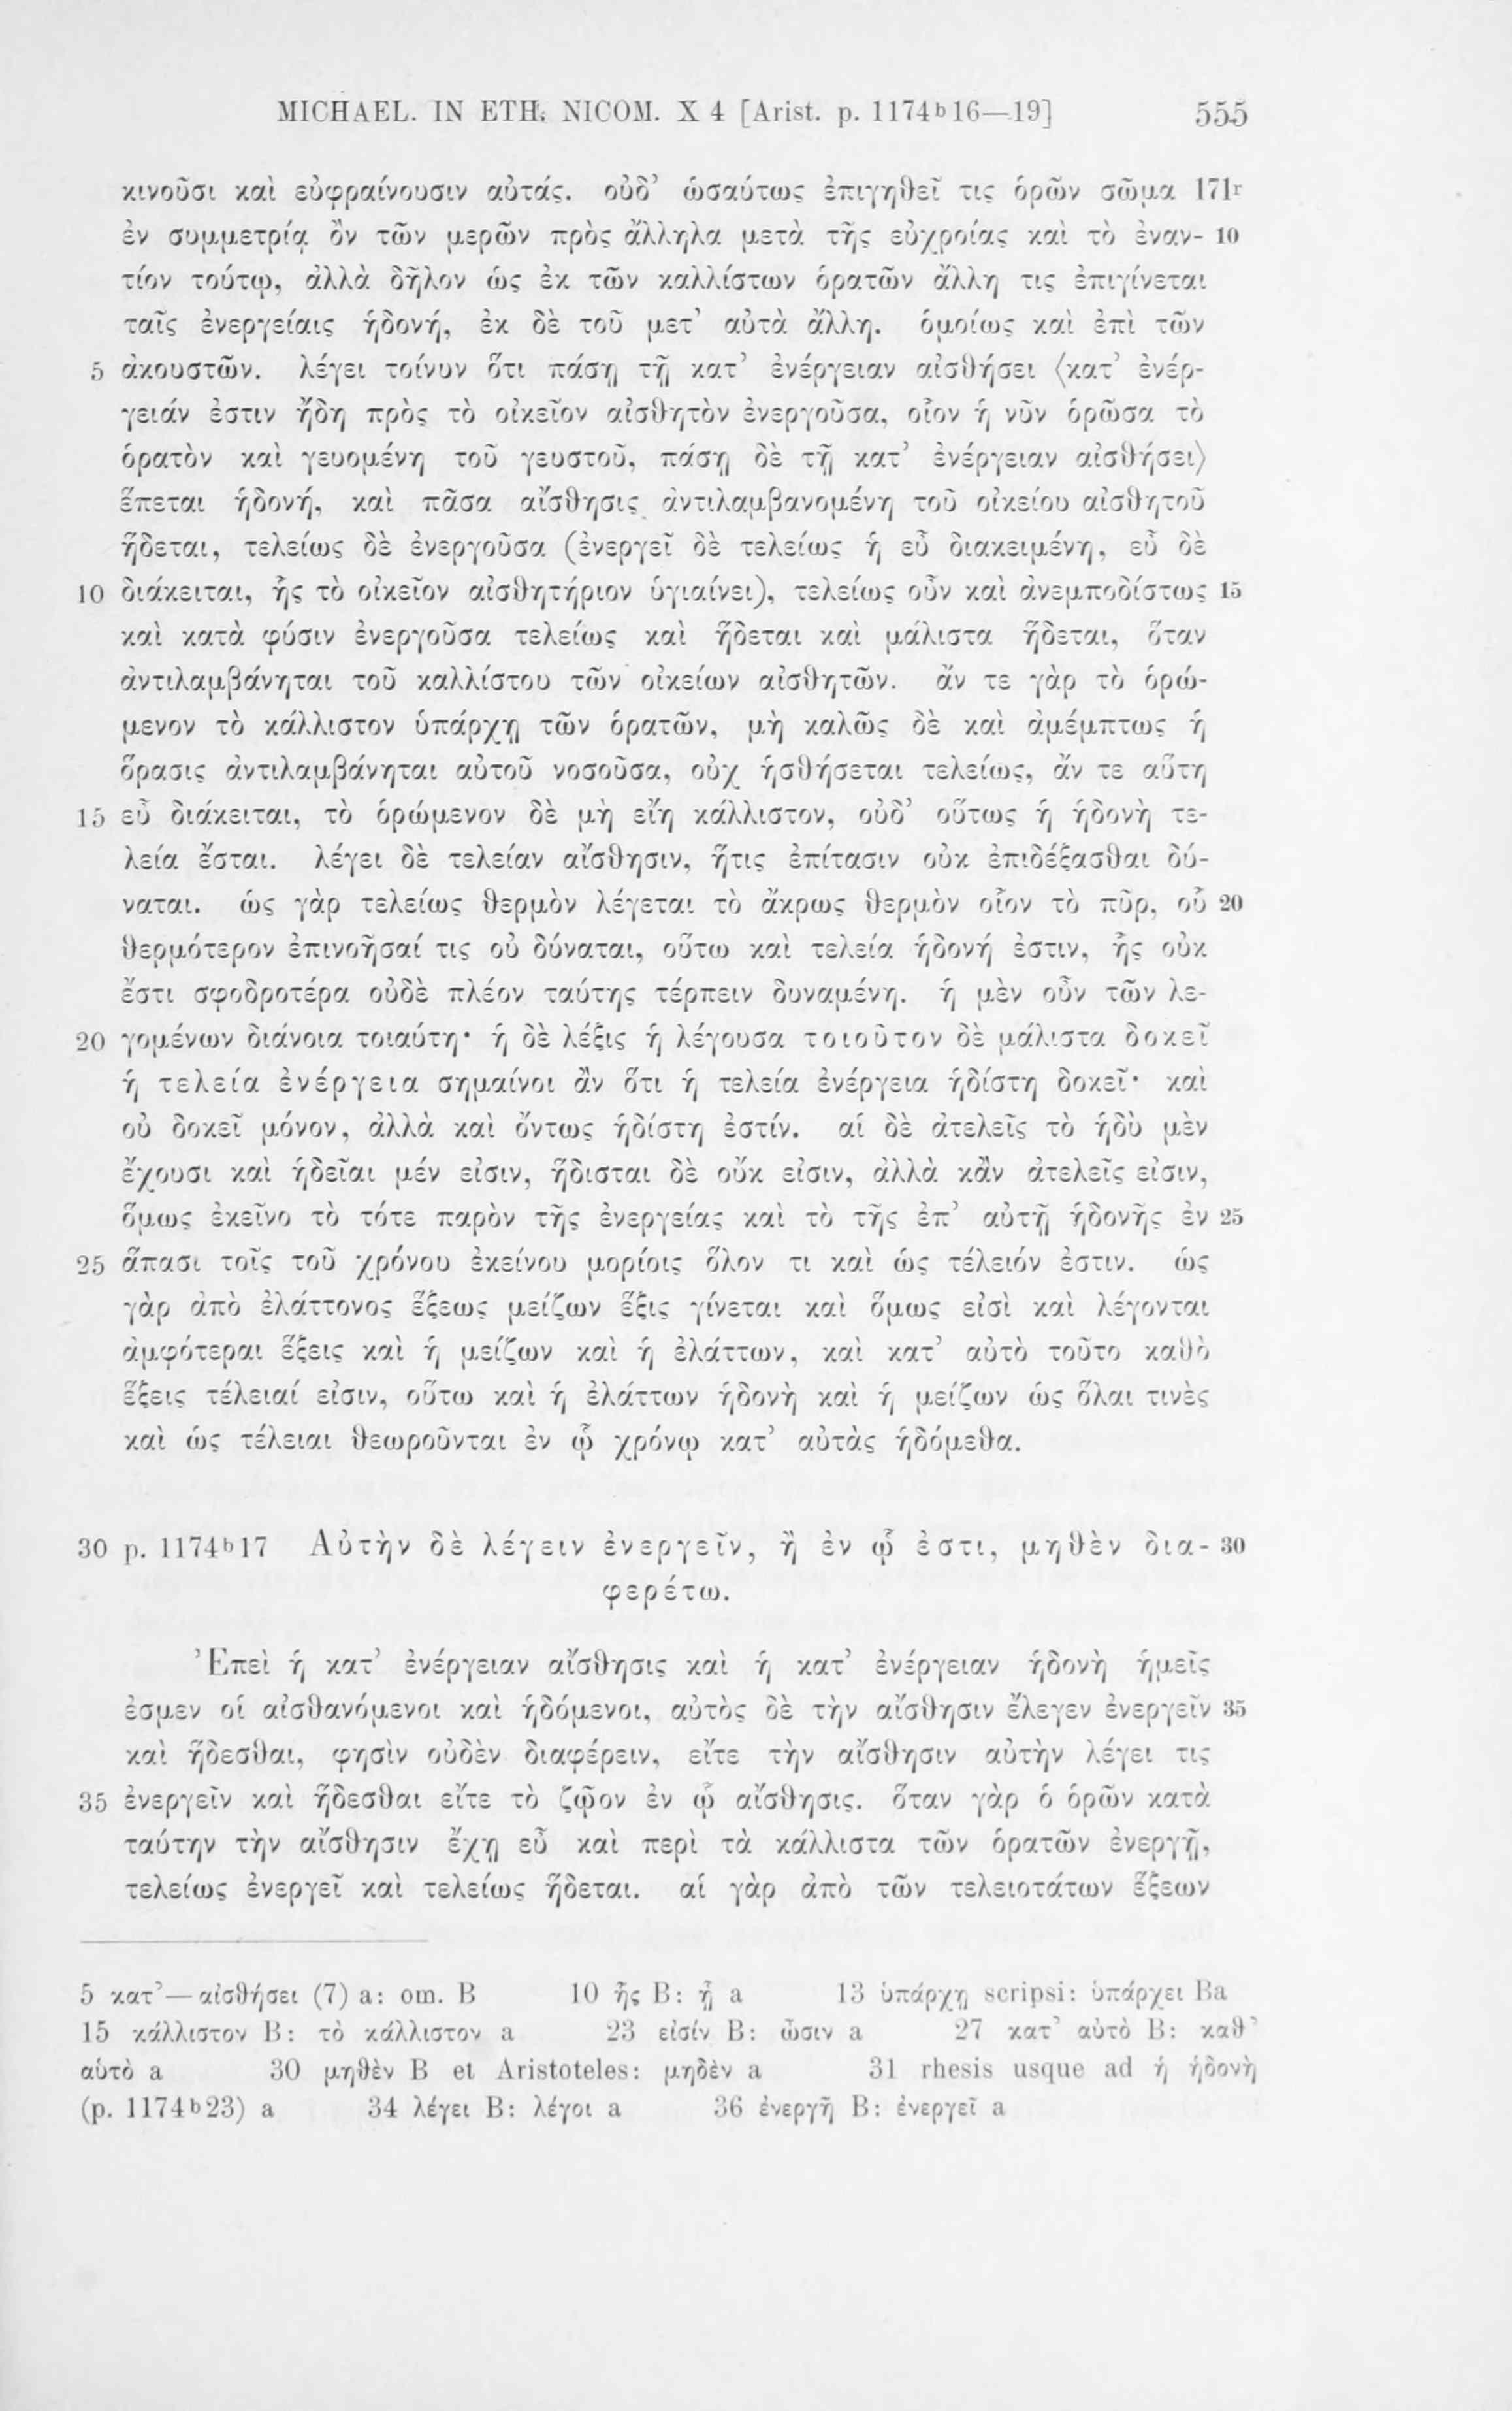 MICHAEL. IN ETH. NICOM. X 4 [Arist. p. 1174ᵇ16—19] 555
κινοῦσι καὶ εὐφραίνουσιν αὐτάς. οὐδ’ ὡσαύτως ἐπιγηθεῖ τις ὁρῶν σῶμα 171ʳ
ἐν συμμετρίᾳ ὂν τῶν μερῶν πρὸς ἄλληλα μετὰ τῆς εὐχροίας καὶ τὸ ἐναν- 10
τίον τούτῳ, ἀλλὰ δῆλον ὡς ἐκ τῶν καλλίστων ὁρατῶν ἄλλη τις ἐπιγίνεται
ταῖς ἐνεργείαις ἡδονή, ἐκ δὲ τοῦ μετ’ αὐτὰ ἄλλη. ὁμοίως καὶ ἐπὶ τῶν
5 ἀκουστῶν. λέγει τοίνυν ὅτι πάσῃ τῇ κατ’ ἐνέργειαν αἰσθήσει ⟨κατ’ ἐνέρ-
γειάν ἐστιν ἤδη πρὸς τὸ οἰκεῖον αἰσθητὸν ἐνεργοῦσα, οἷον ἡ νῦν ὁρῶσα τὸ
ὁρατὸν καὶ γευομένη τοῦ γευστοῦ, πάσῃ δὲ τῇ κατ’ ἐνέργειαν αἰσθήσει⟩
ἕπεται ἡδονή, καὶ πᾶσα αἴσθησις ἀντιλαμβανομένη τοῦ οἰκείου αἰσθητοῦ
ἥδεται, τελείως δὲ ἐνεργοῦσα (ἐνεργεῖ δὲ τελείως ἡ εὖ διακειμένη, εὖ δὲ
10 διάκειται, ἧς τὸ οἰκεῖον αἰσθητήριον ὑγιαίνει), τελείως οὖν καὶ ἀνεμποδίστως 15
καὶ κατὰ φύσιν ἐνεργοῦσα τελείως καὶ ἥδεται καὶ μάλιστα ἥδεται, ὅταν
ἀντιλαμβάνηται τοῦ καλλίστου τῶν οἰκείων αἰσθητῶν. ἄν τε γὰρ τὸ ὁρώ-
μενον τὸ κάλλιστον ὑπάρχῃ τῶν ὁρατῶν, μὴ καλῶς δὲ καὶ ἀμέμπτως ἡ
ὅρασις ἀντιλαμβάνηται αὐτοῦ νοσοῦσα, οὐχ ἡσθήσεται τελείως, ἄν τε αὕτη
15 εὖ διάκειται, τὸ ὁρώμενον δὲ μὴ εἴη κάλλιστον, οὐδ’ οὕτως ἡ ἡδονὴ τε-
λεία ἔσται. λέγει δὲ τελείαν αἴσθησιν, ἥτις ἐπίτασιν οὐκ ἐπιδέξασθαι δύ-
ναται. ὡς γὰρ τελείως θερμὸν λέγεται τὸ ἄκρως θερμὸν οἷον τὸ πῦρ, οὗ 20
θερμότερον ἐπινοῆσαί τις οὐ δύναται, οὕτω καὶ τελεία ἡδονή ἐστιν, ἧς οὐκ
ἔστι σφοδροτέρα οὐδὲ πλέον ταύτης τέρπειν δυναμένη. ἡ μὲν οὖν τῶν λε-
20 γομένων διάνοια τοιαύτη· ἡ δὲ λέξις ἡ λέγουσα τοιοῦτον δὲ μάλιστα δοκεῖ
ἡ τελεία ἐνέργεια σημαίνοι ἂν ὅτι ἡ τελεία ἐνέργεια ἡδίστη δοκεῖ· καὶ
οὐ δοκεῖ μόνον, ἀλλὰ καὶ ὄντως ἡδίστη ἐστίν. αἱ δὲ ἀτελεῖς τὸ ἡδὺ μὲν
ἔχουσι καὶ ἡδεῖαι μέν εἰσιν, ἥδισται δὲ οὔκ εἰσιν, ἀλλὰ κἂν ἀτελεῖς εἰσιν,
ὅμως ἐκεῖνο τὸ τότε παρὸν τῆς ἐνεργείας καὶ τὸ τῆς ἐπ’ αὐτῇ ἡδονῆς ἐν 25
25 ἅπασι τοῖς τοῦ χρόνου ἐκείνου μορίοις ὅλον τι καὶ ὡς τέλειόν ἐστιν. ὡς
γὰρ ἀπὸ ἐλάττονος ἕξεως μείζων ἕξις γίνεται καὶ ὅμως εἰσὶ καὶ λέγονται
ἀμφότεραι ἕξεις καὶ ἡ μείζων καὶ ἡ ἐλάττων, καὶ κατ’ αὐτὸ τοῦτο καθὸ
ἕξεις τέλειαί εἰσιν, οὕτω καὶ ἡ ἐλάττων ἡδονὴ καὶ ἡ μείζων ὡς ὅλαι τινὲς
καὶ ὡς τέλειαι θεωροῦνται ἐν ᾧ χρόνῳ κατ’ αὐτὰς ἡδόμεθα.
30 p. 1174ᵇ17 Αὐτὴν δὲ λέγειν ἐνεργεῖν, ἢ ἐν ᾧ ἐστι, μηθὲν δια- 30
φερέτω.
Ἐπεὶ ἡ κατ’ ἐνέργειαν αἴσθησις καὶ ἡ κατ’ ἐνέργειαν ἡδονὴ ἡμεῖς
ἐσμεν οἱ αἰσθανόμενοι καὶ ἡδόμενοι, αὐτὸς δὲ τὴν αἴσθησιν ἔλεγεν ἐνεργεῖν 35
καὶ ἥδεσθαι, φησὶν οὐδὲν διαφέρειν, εἴτε τὴν αἴσθησιν αὐτὴν λέγει τις
35 ἐνεργεῖν καὶ ἥδεσθαι εἴτε τὸ ζῷον ἐν ᾧ αἴσθησις. ὅταν γὰρ ὁ ὁρῶν κατὰ
ταύτην τὴν αἴσθησιν ἔχῃ εὖ καὶ περὶ τὰ κάλλιστα τῶν ὁρατῶν ἐνεργῇ,
τελείως ἐνεργεῖ καὶ τελείως ἥδεται. αἱ γὰρ ἀπὸ τῶν τελειοτάτων ἕξεων
5 κατ’—αἰσθήσει (7) a: om. B 10 ἧς B: ᾗ a 13 ὑπάρχῃ scripsi: ὑπάρχει Ba
15 κάλλιστον B: τὸ κάλλιστον a 23 εἰσίν B: ὦσιν a 27 κατ’ αὐτὸ B: καθ’
αὑτὸ a 30 μηθὲν B et Aristoteles: μηδὲν a 31 rhesis usque ad ἡ ἡδονὴ
(p. 1174ᵇ23) a 34 λέγει B: λέγοι a 36 ἐνεργῇ B: ἐνεργεῖ a